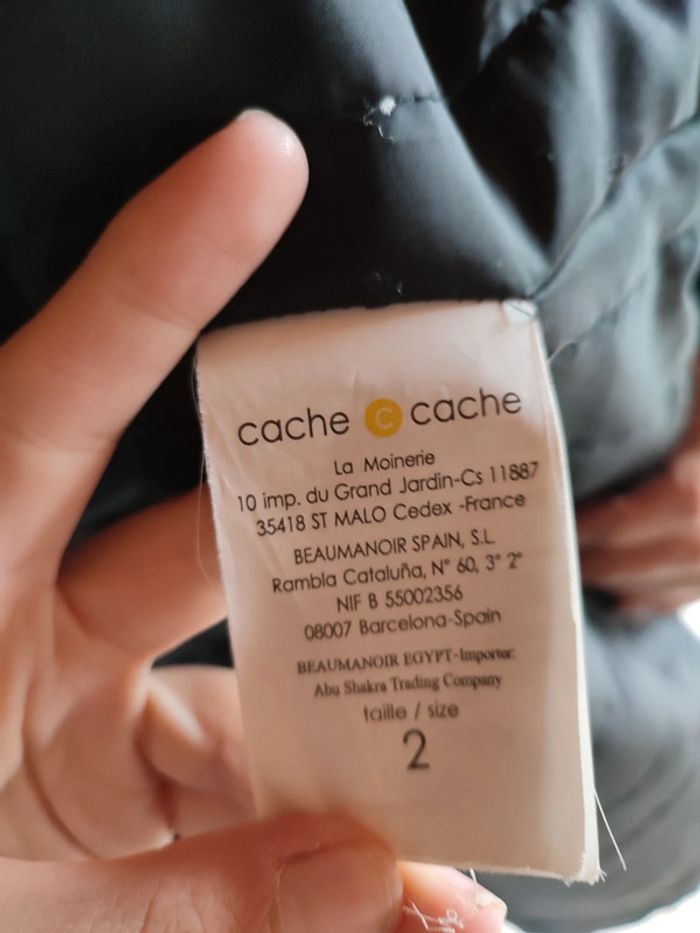 cache c cache
La Moinerie
10 imp. du Grand Jardin-Cs 11887
35418 ST MALO Cedex -France
BEAUMANOIR SPAIN, S.L
Rambla Cataluña, N° 60, 3° 2ª
NIF B 55002356
08007 Barcelona-Spain
BEAUMANOIR EGYPT-Importer:
Abu Shakra Trading Company
taille / size
2